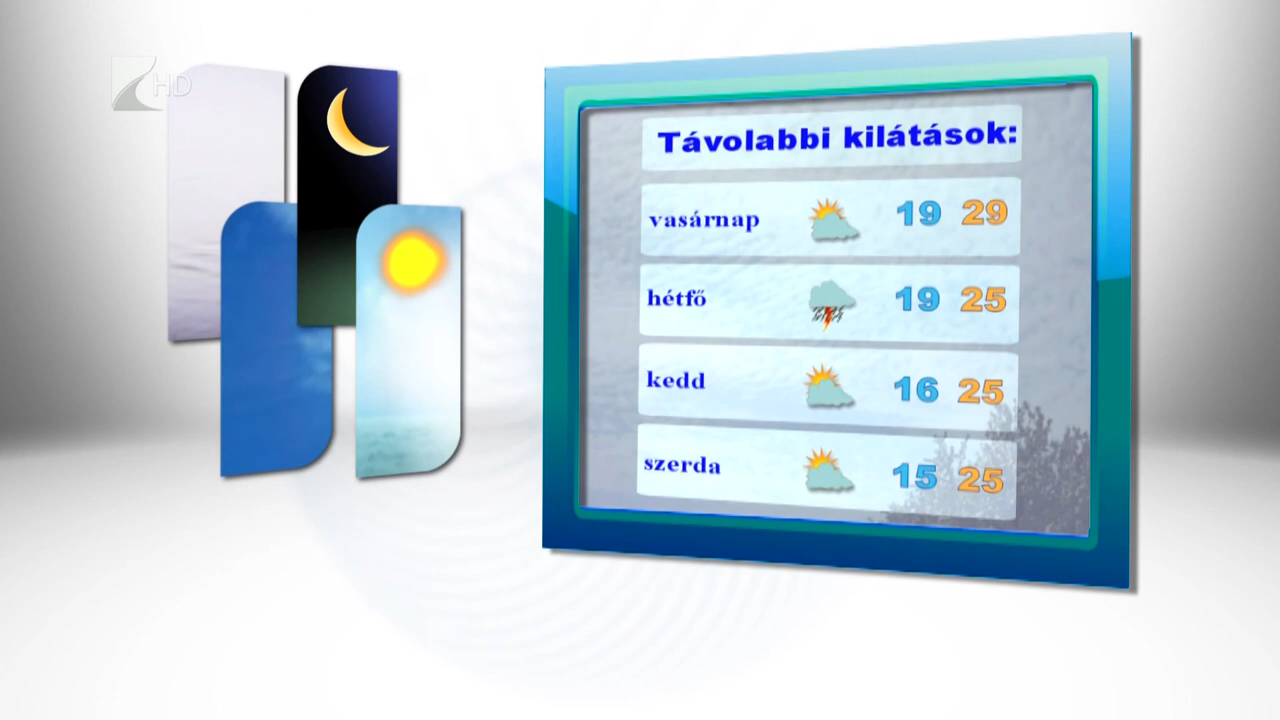 HD
Távolabbi kilátások:
vasárnap 19 29
hétfő 19 25
kedd 16 25
szerda 15 25